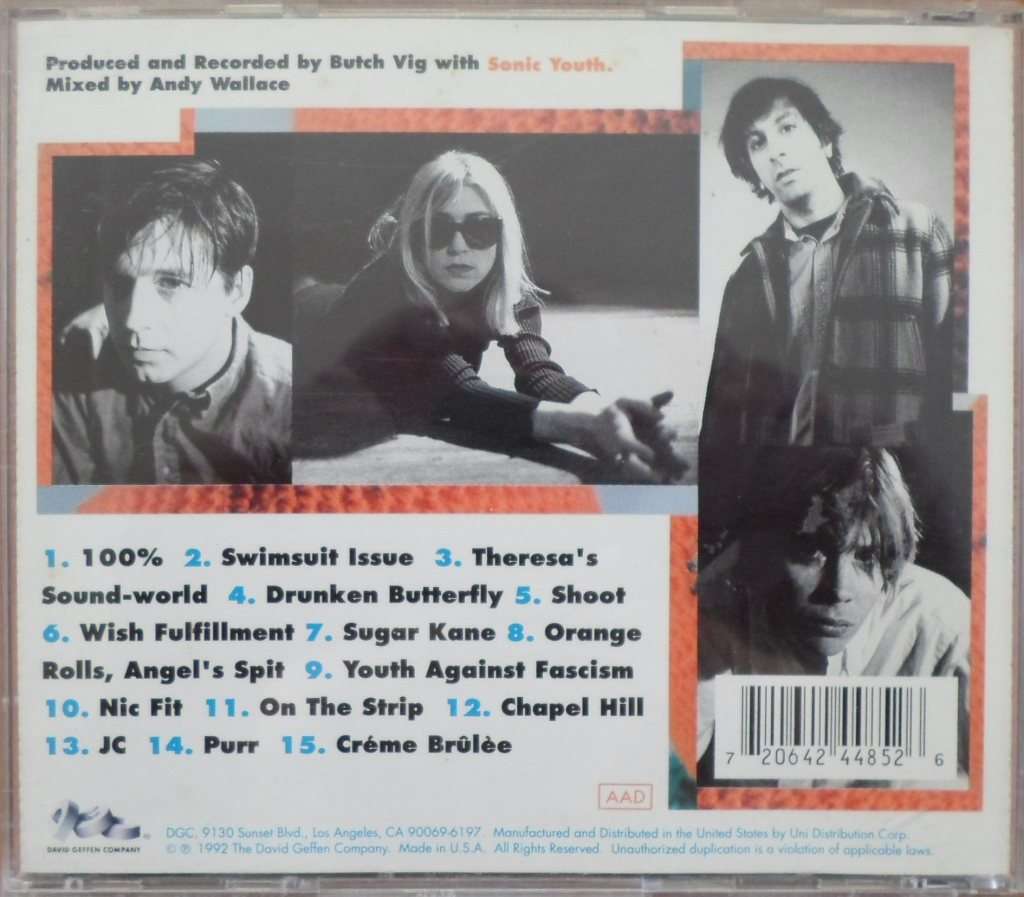 Produced and Recorded by Butch Vig with Sonic Youth.
Mixed by Andy Wallace
1. 100% 2. Swimsuit Issue 3. Theresa's
Sound-world 4. Drunken Butterfly 5. Shoot
6. Wish Fulfillment 7. Sugar Kane 8. Orange
Rolls, Angel's Spit 9. Youth Against Fascism
10. Nic Fit 11. On The Strip 12. Chapel Hill
13. JC 14. Purr 15. Créme Brûlèe
7 20642 44852 6
AAD
DAVID GEFFEN COMPANY
DGC, 9130 Sunset Blvd., Los Angeles, CA 90069-6197. Manufactured and Distributed in the United States by Uni Distribution Corp.
© ℗ 1992 The David Geffen Company. Made in U.S.A. All Rights Reserved. Unauthorized duplication is a violation of applicable laws.